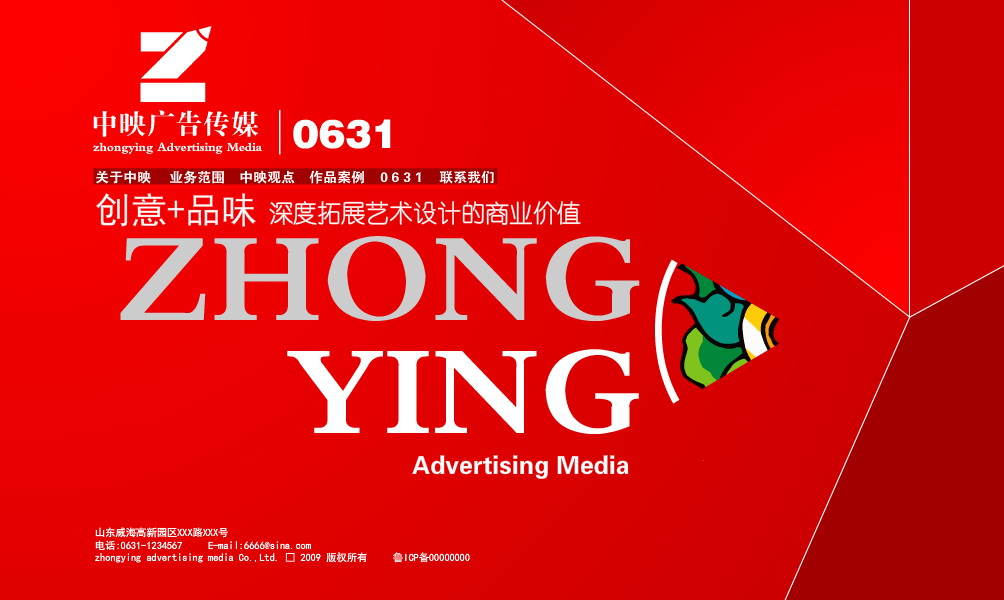 中映广告传媒
zhongying Advertising Media
0631
关于中映 业务范围 中映观点 作品案例 0631 联系我们
创意+品味 深度拓展艺术设计的商业价值
ZHONG
YING
Advertising Media
山东威海高新园区XXX路XXX号
电话:0631-1234567 E-mail:6666@sina.com
zhongying advertising media Co.,Ltd. □ 2009 版权所有 鲁ICP备00000000